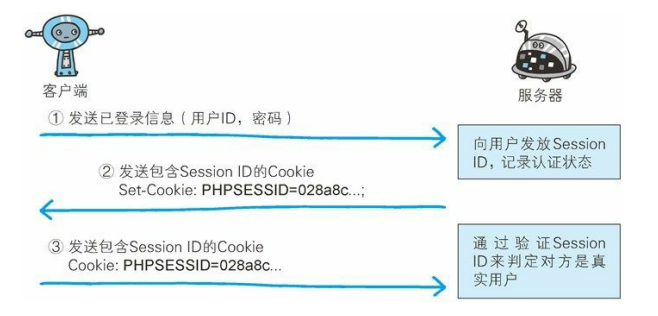 客户端
服务器
① 发送已登录信息（用户ID，密码）
向用户发放Session
ID，记录认证状态
② 发送包含Session ID的Cookie
Set-Cookie: PHPSESSID=028a8c…;
③ 发送包含Session ID的Cookie
Cookie: PHPSESSID=028a8c…
通过验证Session
ID来判定对方是真
实用户